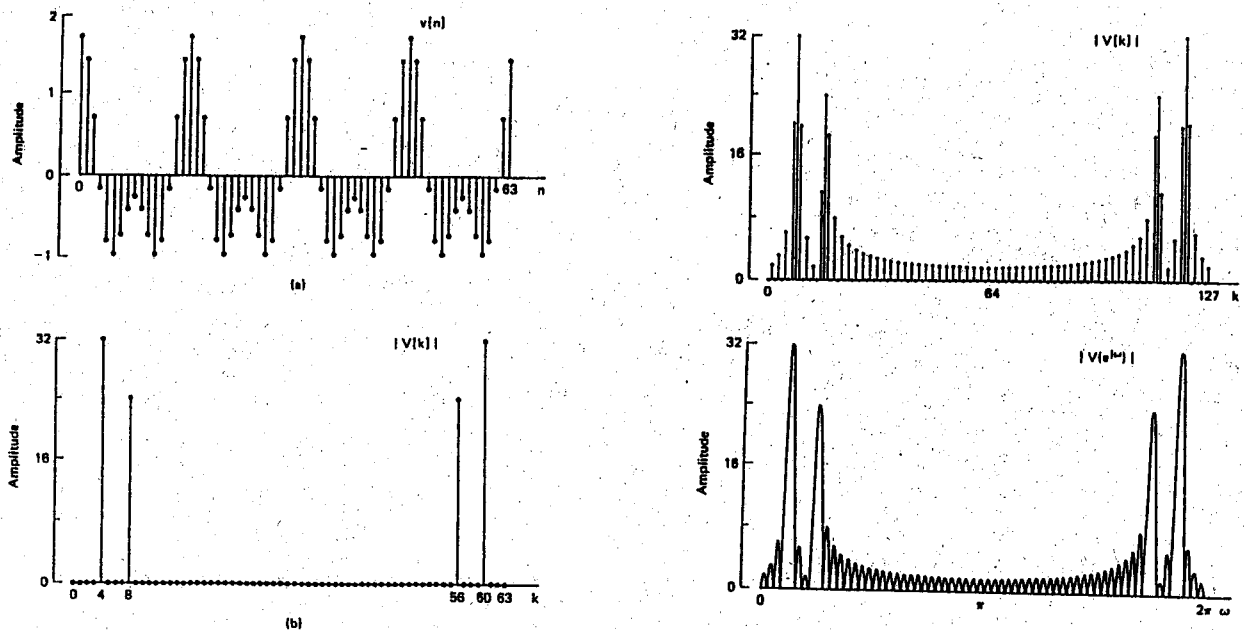 2
v[n]
1
Amplitude
0
0
63
n
−1
(a)
32
|V[k]|
Amplitude
16
0
0
4
8
56
60
63
k
(b)
32
|V[k]|
Amplitude
16
0
0
64
127
k
32
|V(e^{jω})|
Amplitude
16
0
0
π
2π
ω